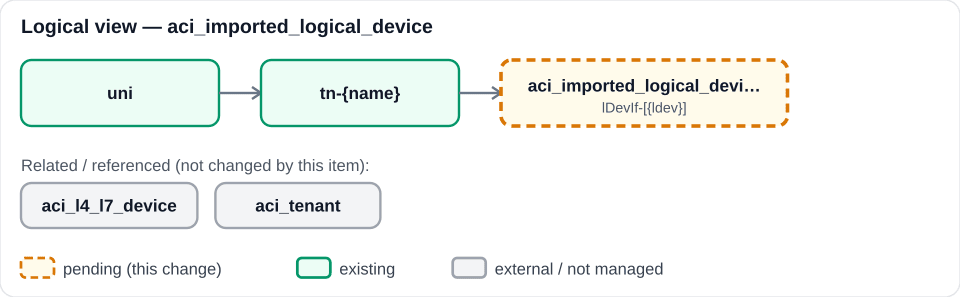 Logical view — aci_imported_logical_device
uni
tn-{name}
aci_imported_logical_devi…
lDevIf-[{ldev}]
Related / referenced (not changed by this item):
aci_l4_l7_device
aci_tenant
pending (this change)
existing
external / not managed